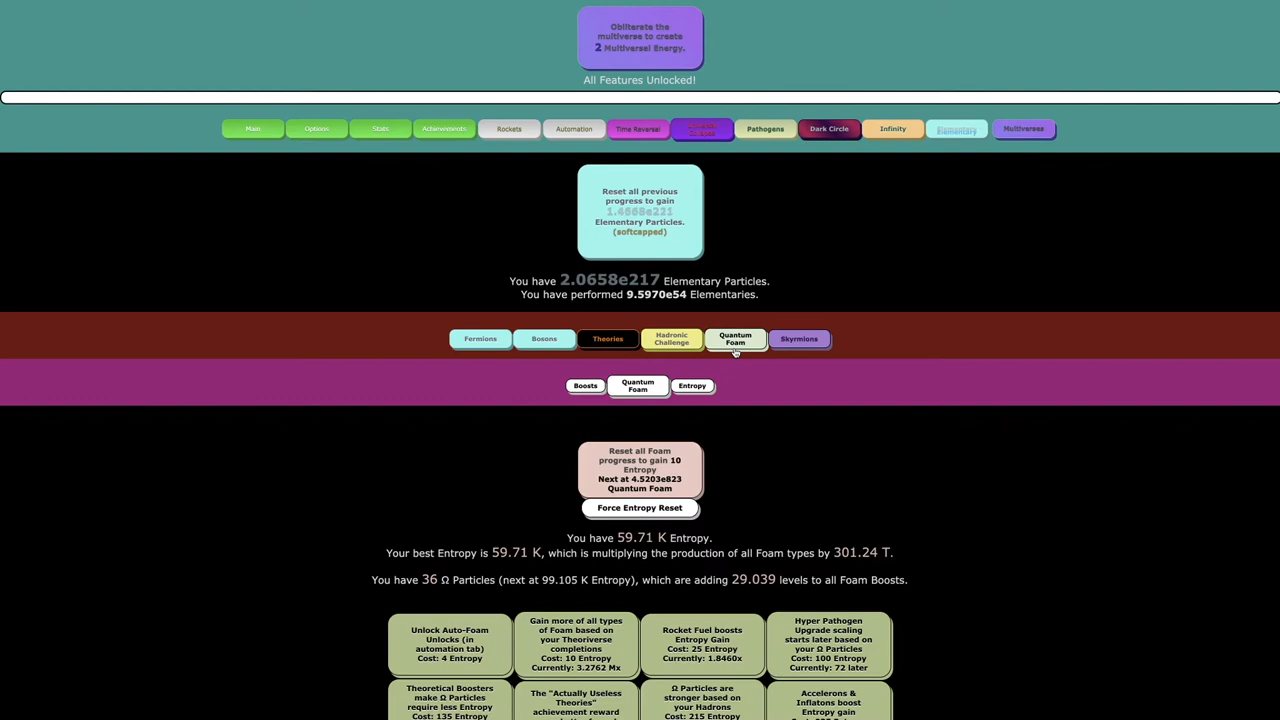 Obliterate the
multiverse to create
2 Multiversal Energy.
All Features Unlocked!
Main
Options
Stats
Achievements
Rockets
Automation
Time Reversal
Pathogens
Dark Circle
Infinity
Elementary
Multiverses
Reset all previous
progress to gain
1.4668e221
Elementary Particles.
(softcapped)
You have 2.0658e217 Elementary Particles.
You have performed 9.5970e54 Elementaries.
Fermions
Bosons
Theories
Hadronic
Challenge
Quantum
Foam
Skyrmions
Boosts
Quantum
Foam
Entropy
Reset all Foam
progress to gain 10
Entropy
Next at 4.5203e823
Quantum Foam
Force Entropy Reset
You have 59.71 K Entropy.
Your best Entropy is 59.71 K, which is multiplying the production of all Foam types by 301.24 T.
You have 36 Ω Particles (next at 99.105 K Entropy), which are adding 29.039 levels to all Foam Boosts.
Unlock Auto-Foam
Unlocks (in
automation tab)
Cost: 4 Entropy
Gain more of all types
of Foam based on
your Theoriverse
completions
Cost: 10 Entropy
Currently: 3.2762 Mx
Rocket Fuel boosts
Entropy Gain
Cost: 25 Entropy
Currently: 1.8460x
Hyper Pathogen
Upgrade scaling
starts later based on
your Ω Particles
Cost: 100 Entropy
Currently: 72 later
Theoretical Boosters
make Ω Particles
require less Entropy
Cost: 135 Entropy
The "Actually Useless
Theories"
achievement reward
Ω Particles are
stronger based on
your Hadrons
Cost: 215 Entropy
Accelerons &
Inflatons boost
Entropy gain